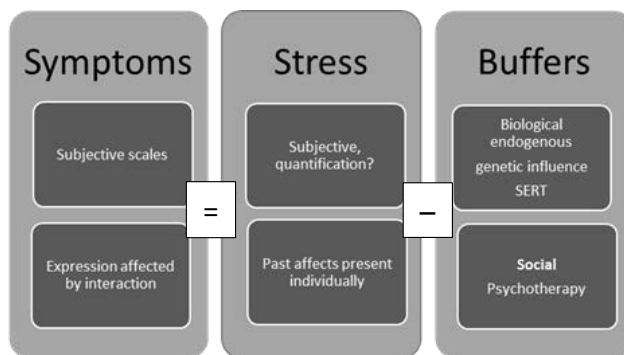 Symptoms
Subjective scales
Expression affected
by interaction
=
Stress
Subjective,
quantification?
Past affects present
individually
–
Buffers
Biological
endogenous
genetic influence
SERT
Social
Psychotherapy